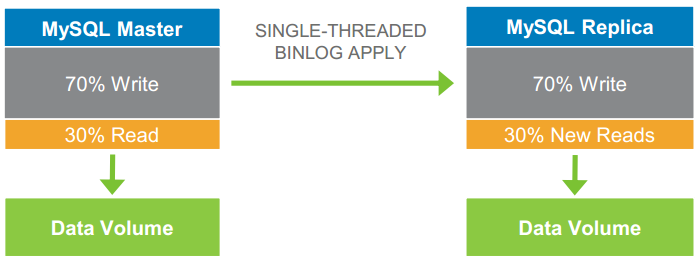 MySQL Master
70% Write
30% Read
Data Volume
SINGLE-THREADED
BINLOG APPLY
MySQL Replica
70% Write
30% New Reads
Data Volume